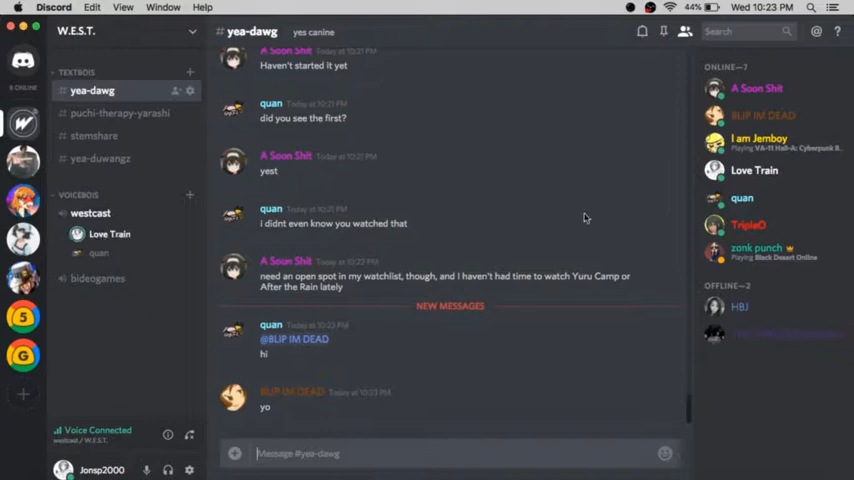 Discord Edit View Window Help
44% Wed 10:23 PM
W.E.S.T.
# yea-dawg yes canine
Search
0 ONLINE
TEXTBOIS
# yea-dawg
# puchi-therapy-yarashi
# stemshare
# yea-duwangz
VOICEBOIS
westcast
Love Train
quan
bideogames
Voice Connected
westcast / W.E.S.T.
Jonsp2000
A Soon Shit Today at 10:21 PM
Haven't started it yet
quan Today at 10:21 PM
did you see the first?
A Soon Shit Today at 10:21 PM
yest
quan Today at 10:21 PM
i didnt even know you watched that
A Soon Shit Today at 10:22 PM
need an open spot in my watchlist, though, and I haven't had time to watch Yuru Camp or
After the Rain lately
NEW MESSAGES
quan Today at 10:23 PM
@BLIP IM DEAD
hi
BLIP IM DEAD Today at 10:23 PM
yo
Message #yea-dawg
ONLINE—7
A Soon Shit
BLIP IM DEAD
I am Jemboy
Playing VA-11 Hall-A: Cyberpunk B...
Love Train
quan
TripleD
zonk punch
Playing Black Desert Online
OFFLINE—2
HBJ
5
G